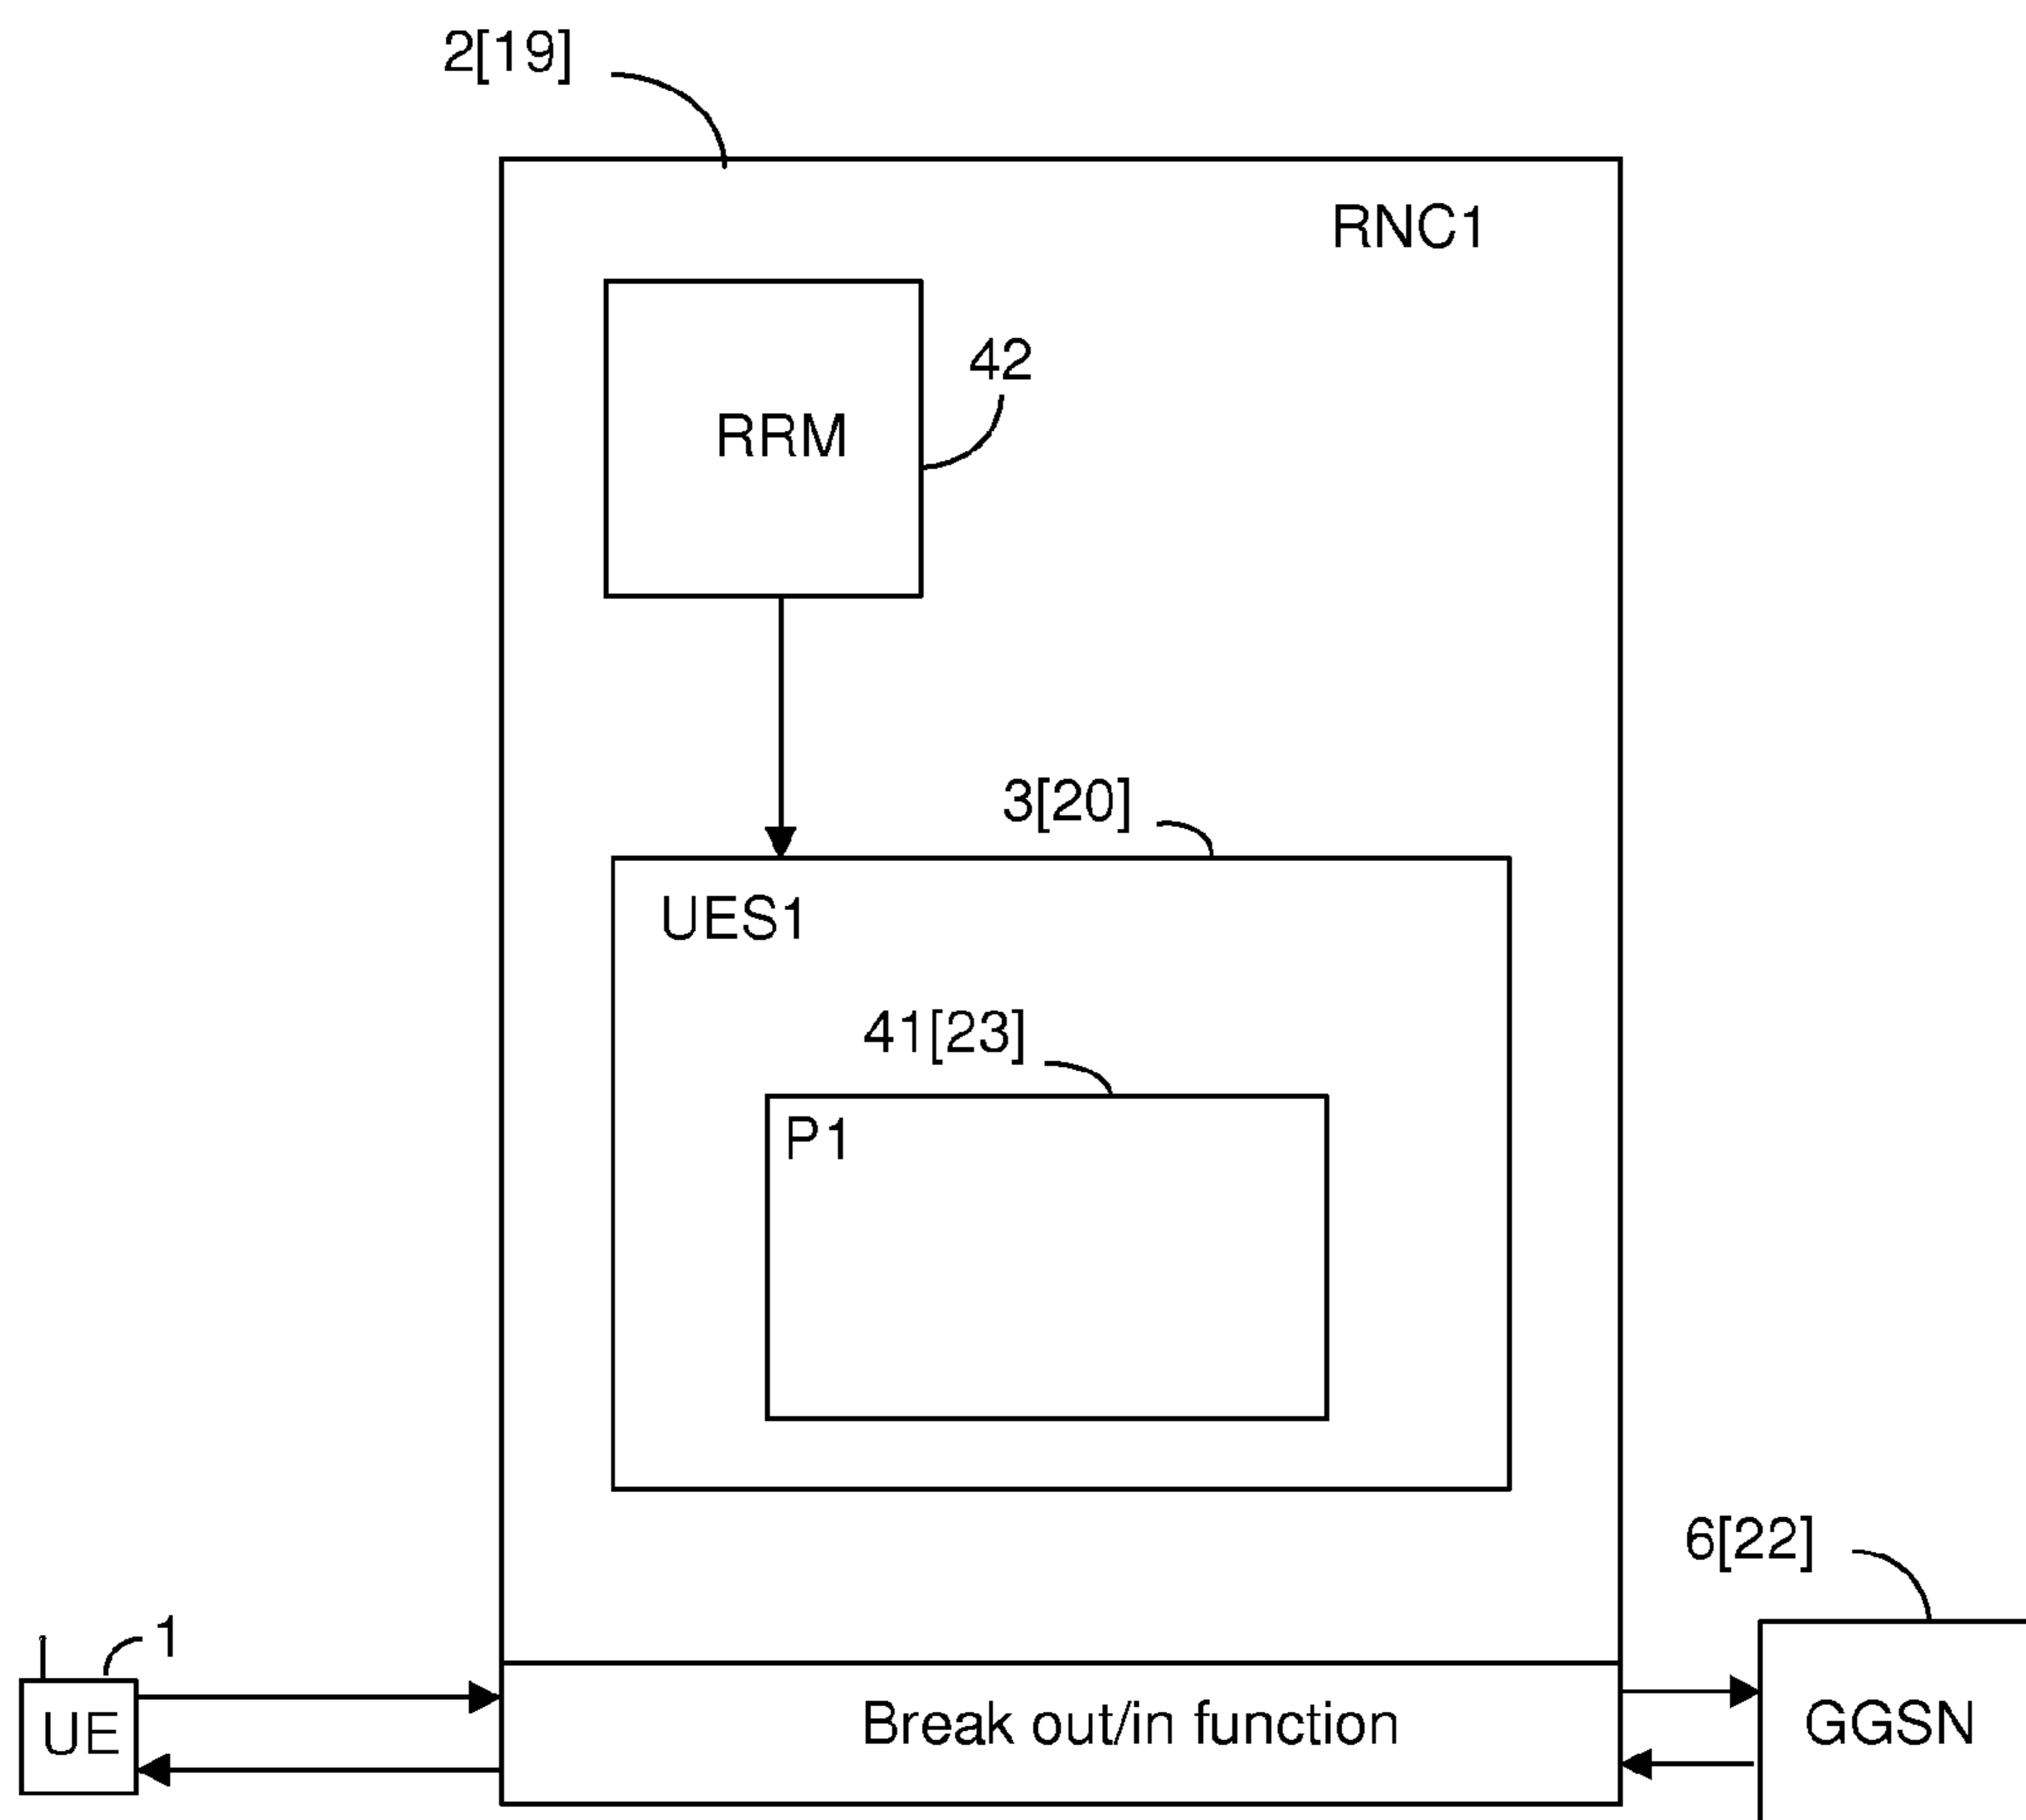 2[19]
RNC1
42
RRM
3[20]
UES1
41[23]
P1
6[22]
1
UE
Break out/in function
GGSN